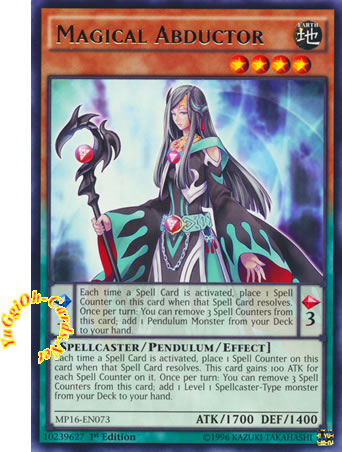 MAGICAL ABDUCTOR
EARTH
地
Each time a Spell Card is activated, place 1 Spell
Counter on this card when that Spell Card resolves.
Once per turn: You can remove 3 Spell Counters from
this card; add 1 Pendulum Monster from your Deck
to your hand.
3
[SPELLCASTER/PENDULUM/EFFECT]
Each time a Spell Card is activated, place 1 Spell Counter on this
card when that Spell Card resolves. This card gains 100 ATK for
each Spell Counter on it. Once per turn: You can remove 3 Spell
Counters from this card; add 1 Level 1 Spellcaster-Type monster
from your Deck to your hand.
MP16-EN073
ATK/1700 DEF/1400
10239627
1st Edition
©1996 KAZUKI TAKAHASHI